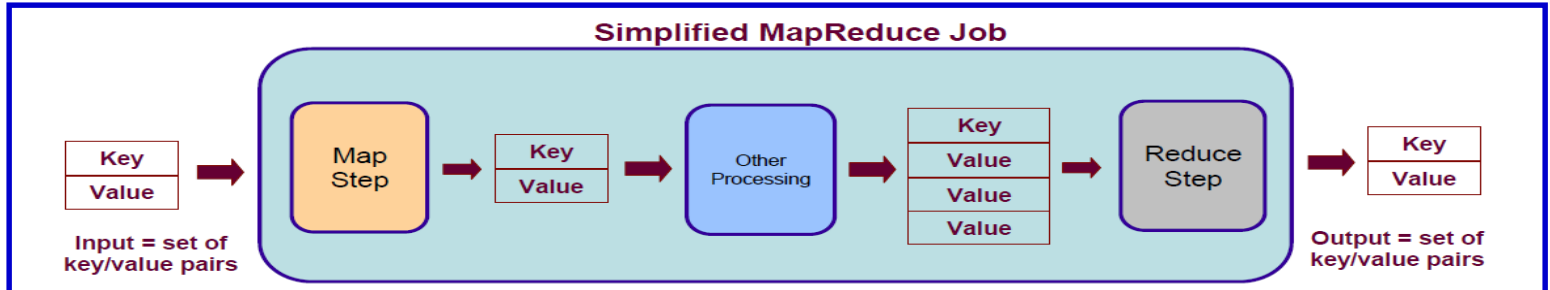 Simplified MapReduce Job
Key
Value
Input = set of
key/value pairs
Map
Step
Key
Value
Other
Processing
Key
Value
Value
Value
Reduce
Step
Key
Value
Output = set of
key/value pairs